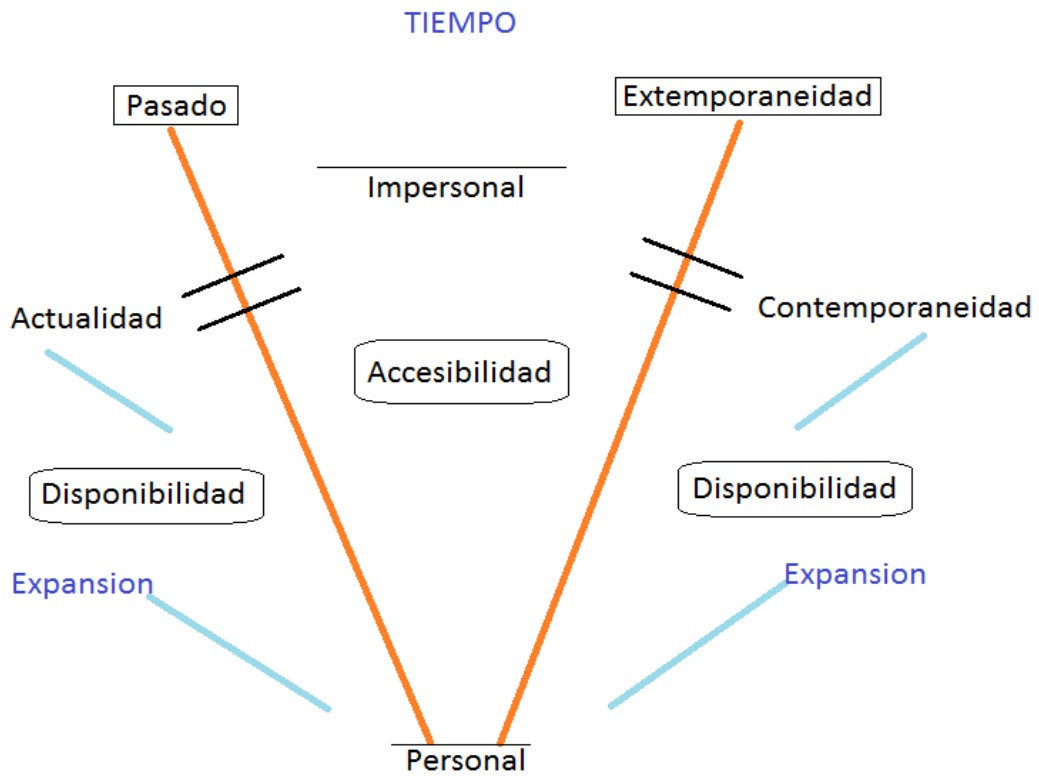 TIEMPO
Pasado
Extemporaneidad
Impersonal
Actualidad
Contemporaneidad
Accesibilidad
Disponibilidad
Disponibilidad
Expansion
Expansion
Personal